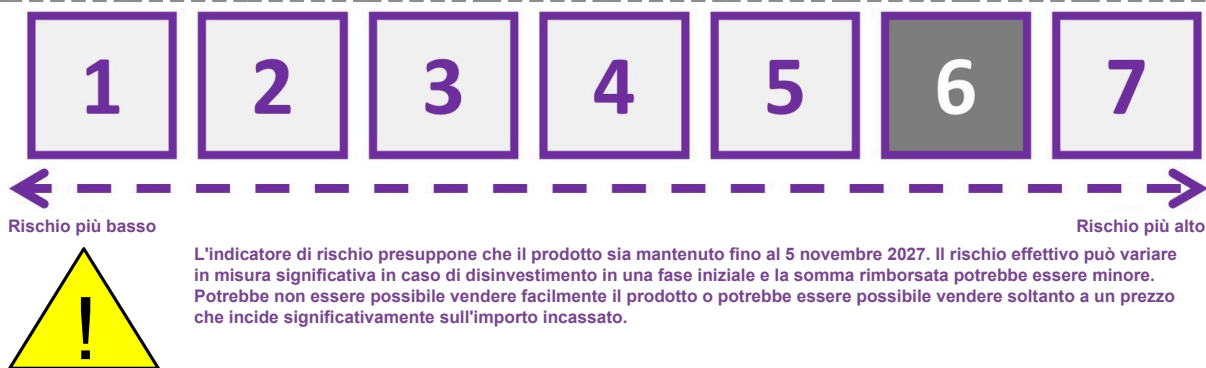 1 2 3 4 5 6 7
Rischio più basso Rischio più alto
L'indicatore di rischio presuppone che il prodotto sia mantenuto fino al 5 novembre 2027. Il rischio effettivo può variare
in misura significativa in caso di disinvestimento in una fase iniziale e la somma rimborsata potrebbe essere minore.
Potrebbe non essere possibile vendere facilmente il prodotto o potrebbe essere possibile vendere soltanto a un prezzo
che incide significativamente sull'importo incassato.
!